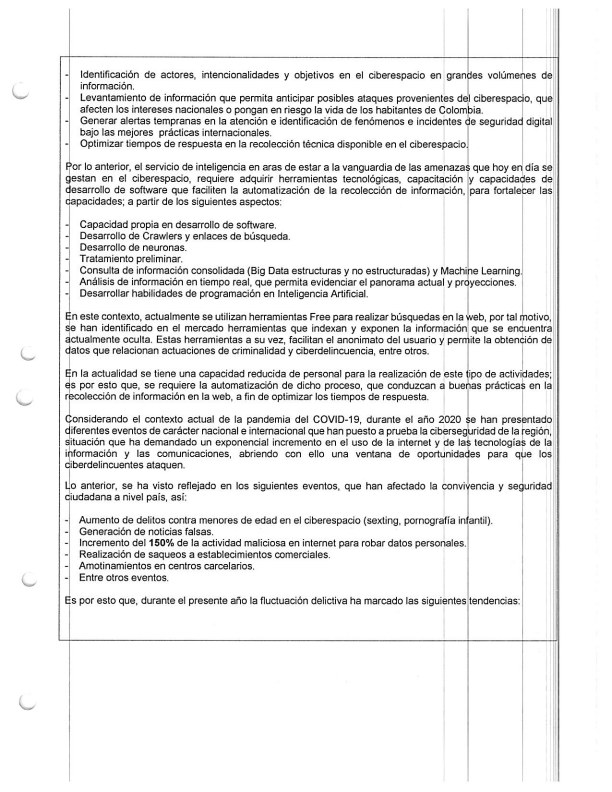 - Identificación de actores, intencionalidades y objetivos en el ciberespacio en grandes volúmenes de
información.
- Levantamiento de información que permita anticipar posibles ataques provenientes del ciberespacio, que
afecten los intereses nacionales o pongan en riesgo la vida de los habitantes de Colombia.
- Generar alertas tempranas en la atención e identificación de fenómenos e incidentes de seguridad digital
bajo las mejores prácticas internacionales.
- Optimizar tiempos de respuesta en la recolección técnica disponible en el ciberespacio.
Por lo anterior, el servicio de inteligencia en aras de estar a la vanguardia de las amenazas que hoy en día se
gestan en el ciberespacio, requiere adquirir herramientas tecnológicas, capacitación y capacidades de
desarrollo de software que faciliten la automatización de la recolección de información, para fortalecer las
capacidades; a partir de los siguientes aspectos:
- Capacidad propia en desarrollo de software.
- Desarrollo de Crawlers y enlaces de búsqueda.
- Desarrollo de neuronas.
- Tratamiento preliminar.
- Consulta de información consolidada (Big Data estructuras y no estructuradas) y Machine Learning.
- Análisis de información en tiempo real, que permita evidenciar el panorama actual y proyecciones.
- Desarrollar habilidades de programación en Inteligencia Artificial.
En este contexto, actualmente se utilizan herramientas Free para realizar búsquedas en la web, por tal motivo,
se han identificado en el mercado herramientas que indexan y exponen la información que se encuentra
actualmente oculta. Estas herramientas a su vez, facilitan el anonimato del usuario y permite la obtención de
datos que relacionan actuaciones de criminalidad y ciberdelincuencia, entre otros.
En la actualidad se tiene una capacidad reducida de personal para la realización de este tipo de actividades;
es por esto que, se requiere la automatización de dicho proceso, que conduzcan a buenas prácticas en la
recolección de información en la web, a fin de optimizar los tiempos de respuesta.
Considerando el contexto actual de la pandemia del COVID-19, durante el año 2020 se han presentado
diferentes eventos de carácter nacional e internacional que han puesto a prueba la ciberseguridad de la región,
situación que ha demandado un exponencial incremento en el uso de la internet y de las tecnologías de la
información y las comunicaciones, abriendo con ello una ventana de oportunidades para que los
ciberdelincuentes ataquen.
Lo anterior, se ha visto reflejado en los siguientes eventos, que han afectado la convivencia y seguridad
ciudadana a nivel país, así:
- Aumento de delitos contra menores de edad en el ciberespacio (sexting, pornografía infantil).
- Generación de noticias falsas.
- Incremento del 150% de la actividad maliciosa en internet para robar datos personales.
- Realización de saqueos a establecimientos comerciales.
- Amotinamientos en centros carcelarios.
- Entre otros eventos.
Es por esto que, durante el presente año la fluctuación delictiva ha marcado las siguientes tendencias: